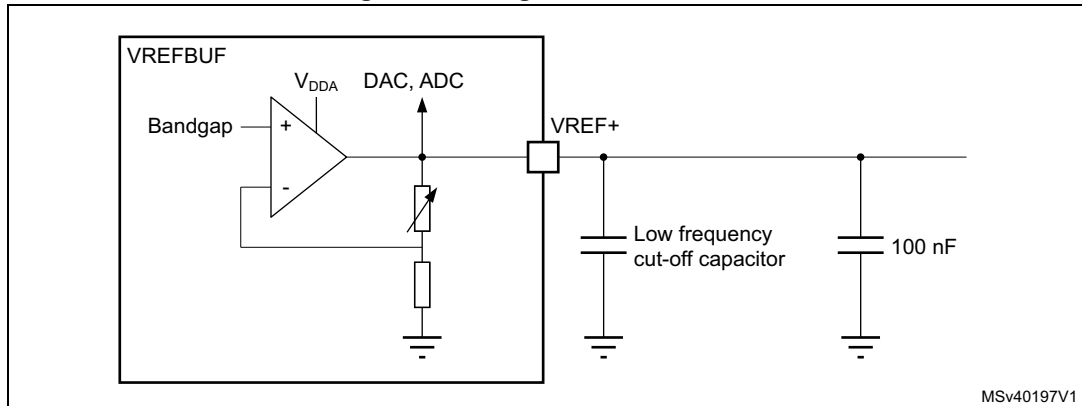 VREFBUF
VDDA
DAC, ADC
Bandgap
+
-
VREF+
Low frequency
cut-off capacitor
100 nF
MSv40197V1